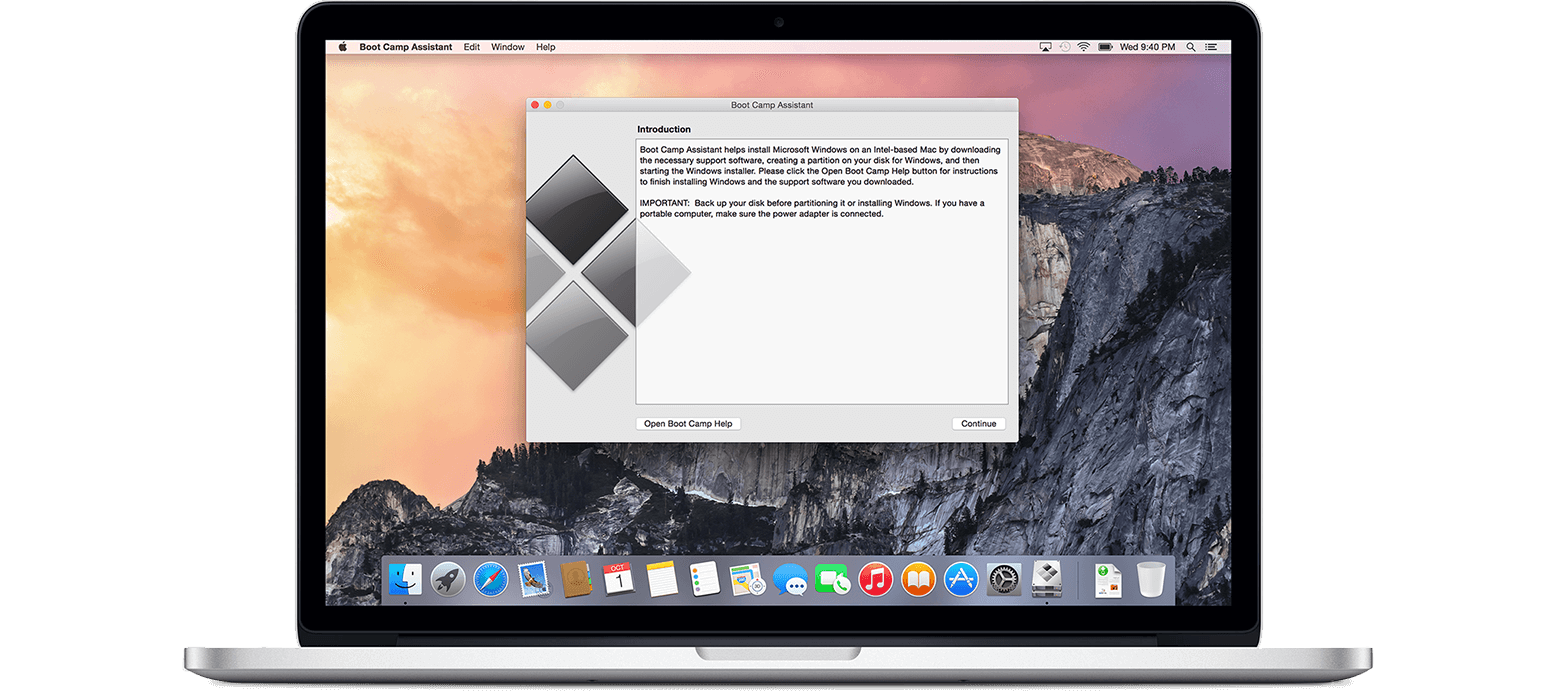 Boot Camp Assistant Edit Window Help Wed 9:40 PM
Boot Camp Assistant
Introduction
Boot Camp Assistant helps install Microsoft Windows on an Intel-based Mac by downloading
the necessary support software, creating a partition on your disk for Windows, and then
starting the Windows installer. Please click the Open Boot Camp Help button for instructions
to finish installing Windows and the support software you downloaded.
IMPORTANT: Back up your disk before partitioning it or installing Windows. If you have a
portable computer, make sure the power adapter is connected.
Open Boot Camp Help Continue
OCT
1